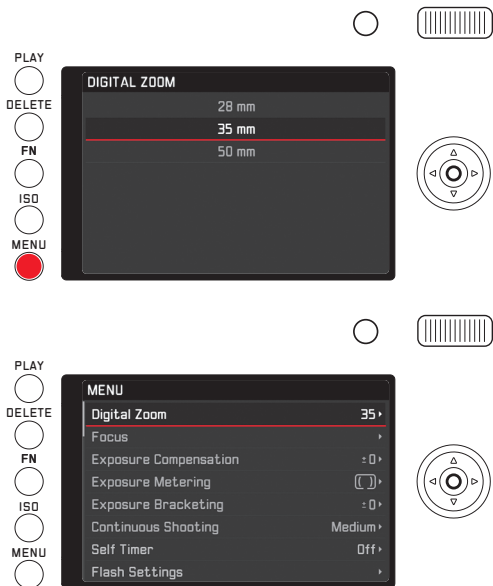 PLAY
DIGITAL ZOOM
DELETE
28 mm
FN
35 mm
50 mm
ISO
MENU
PLAY
MENU
DELETE
Digital Zoom 35
Focus
FN
Exposure Compensation ±0
Exposure Metering
ISO
Exposure Bracketing ±0
Continuous Shooting Medium
MENU
Self Timer Off
Flash Settings